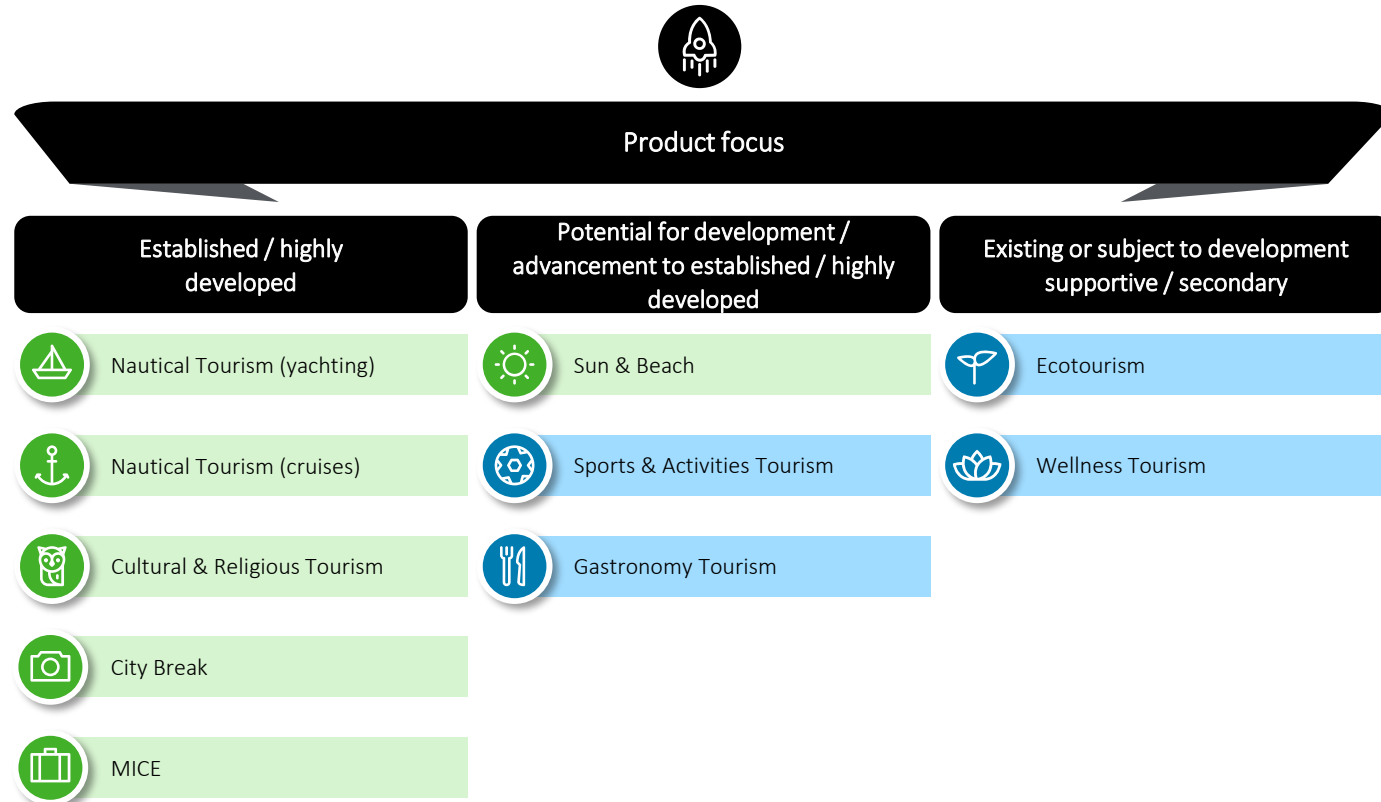 Product focus
Established / highly
developed
Potential for development /
advancement to established / highly
developed
Existing or subject to development
supportive / secondary
Nautical Tourism (yachting)
Nautical Tourism (cruises)
Cultural & Religious Tourism
City Break
MICE
Sun & Beach
Sports & Activities Tourism
Gastronomy Tourism
Ecotourism
Wellness Tourism